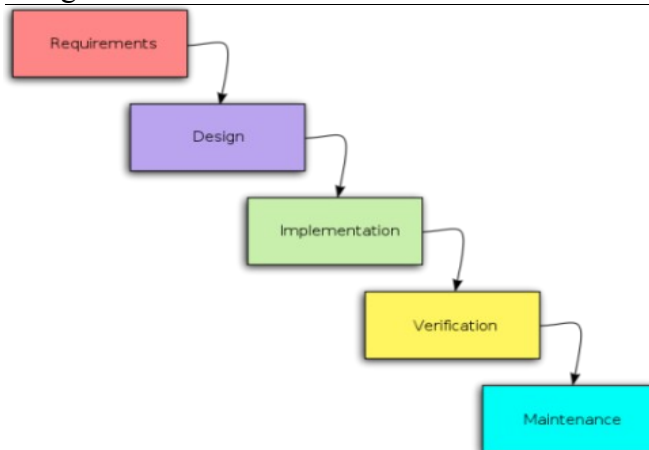 Requirements
Design
Implementation
Verification
Maintenance